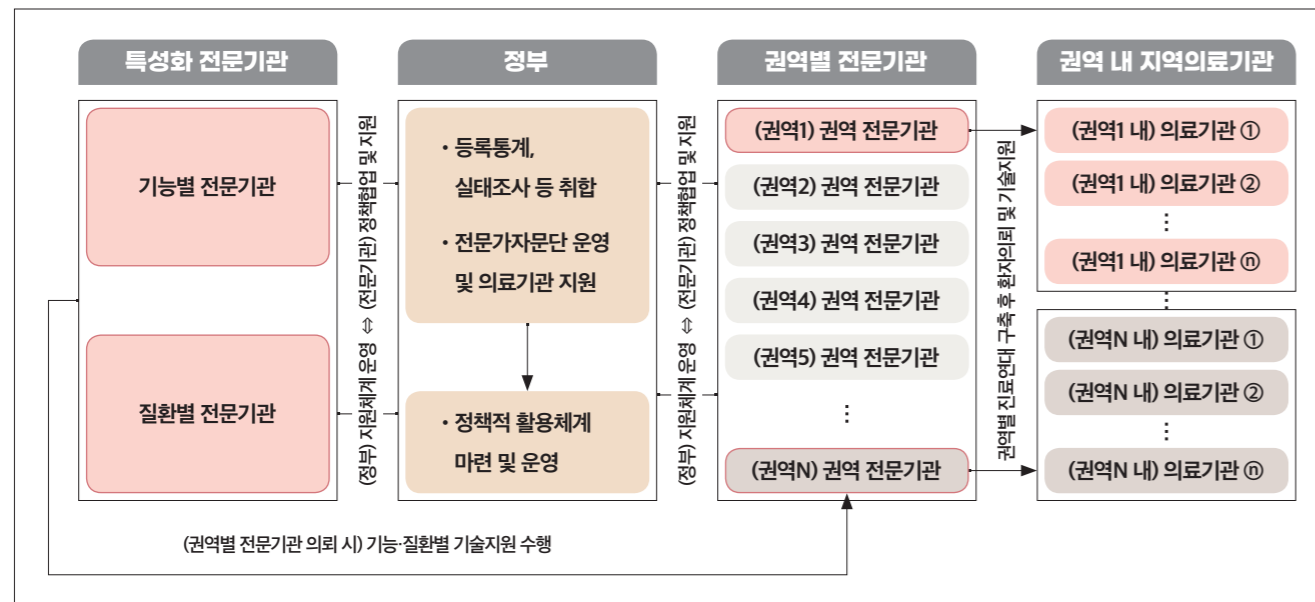 특성화 전문기관
기능별 전문기관
질환별 전문기관
(정부) 지원체계 운영 ⇔ (전문기관) 정책협업 및 지원
정부
• 등록통계,
실태조사 등 취합
• 전문가자문단 운영
및 의료기관 지원
• 정책적 활용체계
마련 및 운영
(정부) 지원체계 운영 ⇔ (전문기관) 정책협업 및 지원
권역별 전문기관
(권역1) 권역 전문기관
(권역2) 권역 전문기관
(권역3) 권역 전문기관
(권역4) 권역 전문기관
(권역5) 권역 전문기관
⋮
(권역N) 권역 전문기관
권역별 진료연대 구축 후 환자의뢰 및 기술지원
권역 내 지역의료기관
(권역1 내) 의료기관 ①
(권역1 내) 의료기관 ②
⋮
(권역1 내) 의료기관 ⓝ
⋮
(권역N 내) 의료기관 ①
(권역N 내) 의료기관 ②
⋮
(권역N 내) 의료기관 ⓝ
(권역별 전문기관 의뢰 시) 기능·질환별 기술지원 수행